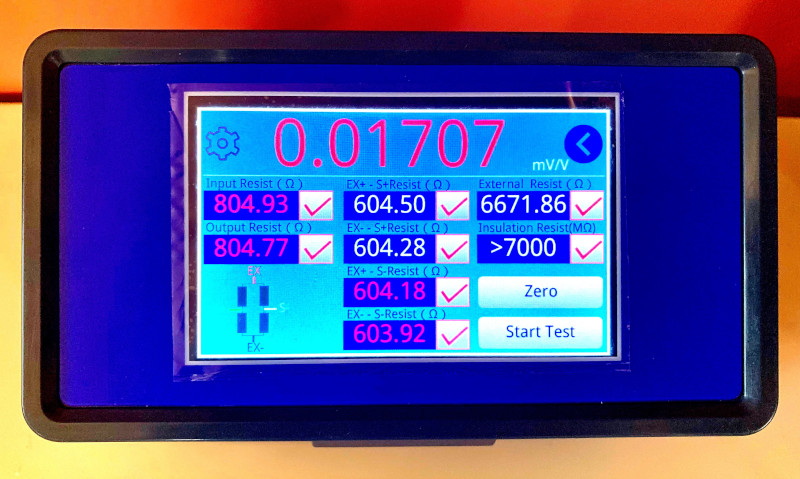 0.01707 mV/V
Input Resist ( Ω ) EX+ - S+Resist ( Ω ) External Resist ( Ω )
804.93 604.50 6671.86
Output Resist ( Ω ) EX- - S+Resist ( Ω ) Insulation Resist(MΩ)
804.77 604.28 >7000
EX+ - S-Resist ( Ω )
604.18
EX- - S-Resist ( Ω )
603.92
Zero
Start Test
S-
EX-